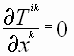 ∂T^{ik}/∂x^k = 0